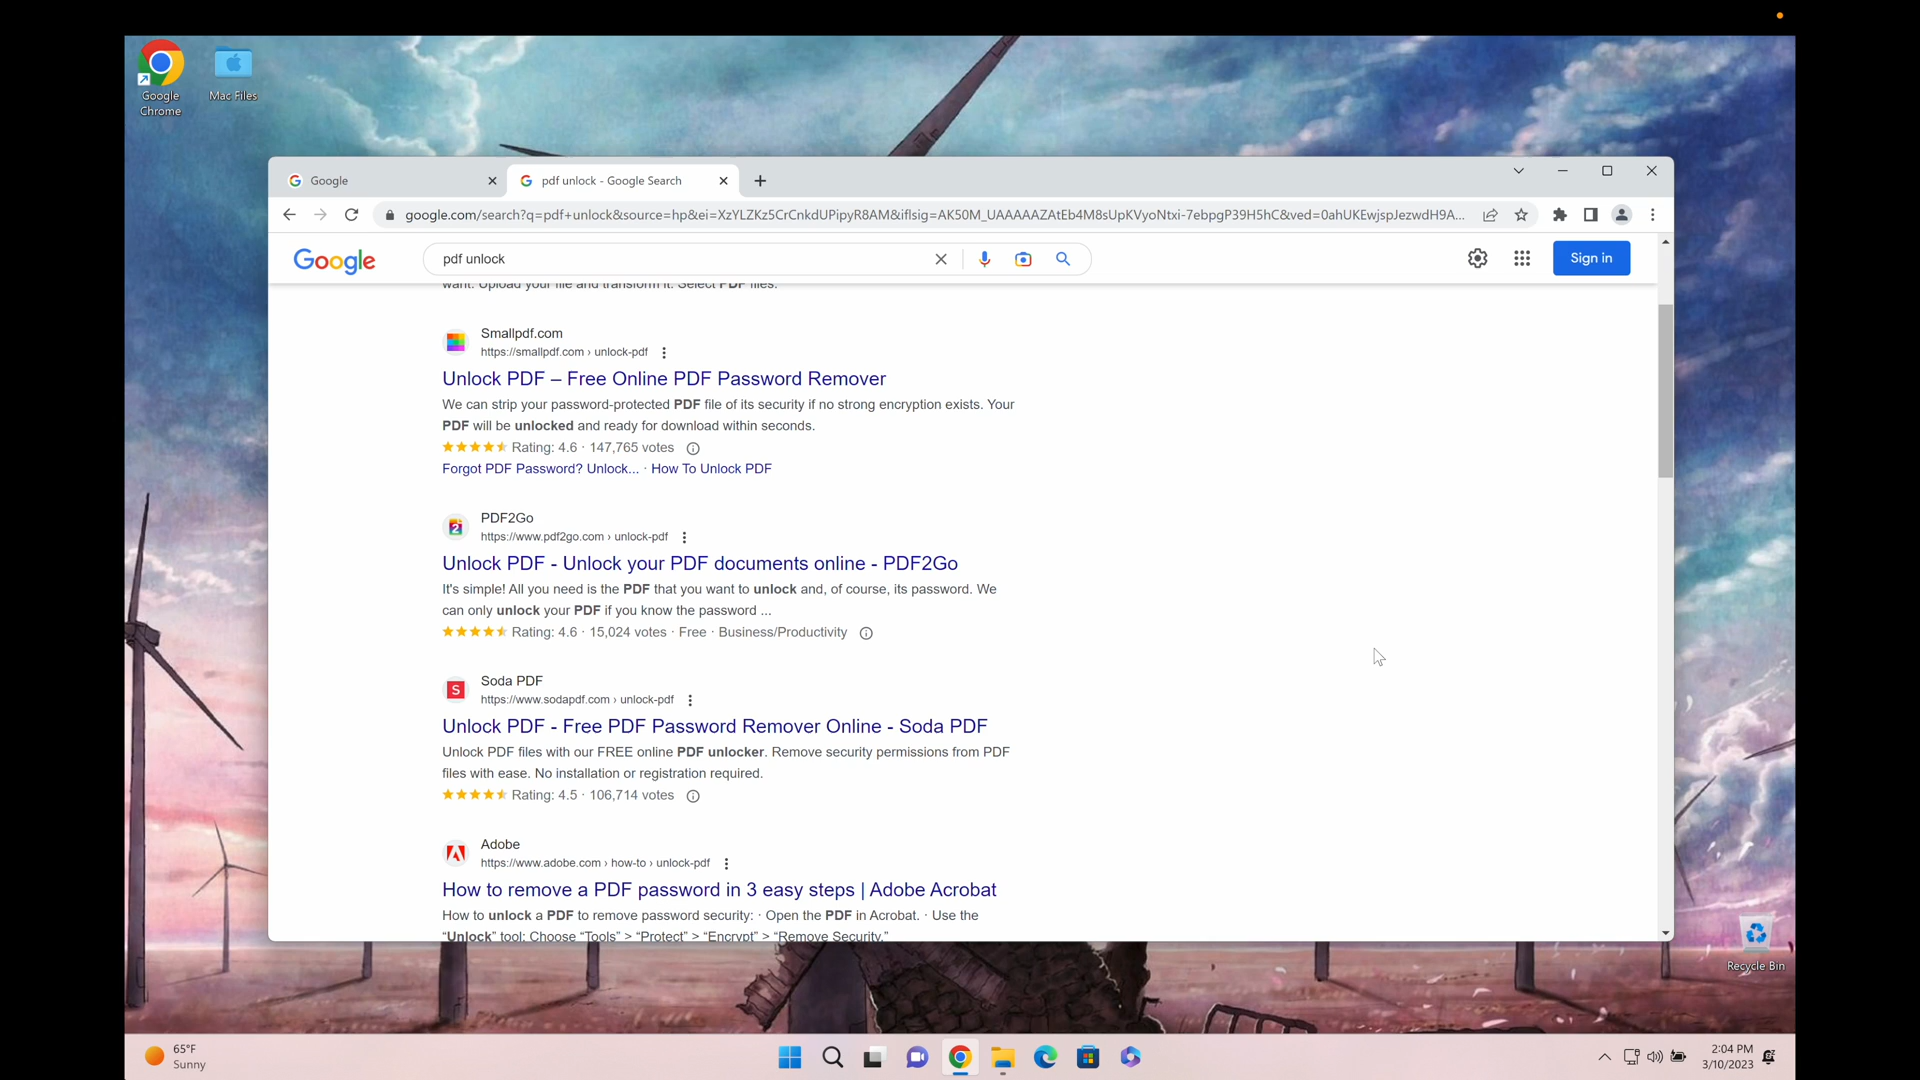 Google
Chrome
Mac Files
Google
pdf unlock - Google Search
google.com/search?q=pdf+unlock&source=hp&ei=XzYLZKz5CrCnkdUPipyR8AM&iflsig=AK50M_UAAAAAZAtEb4M8sUpKVyoNtxi-7ebpgP39H5hC&ved=0ahUKEwjspJezwdH9A...
Google
pdf unlock
Sign in
want. Upload your file and transform it. Select PDF files.
Smallpdf.com
https://smallpdf.com › unlock-pdf
Unlock PDF – Free Online PDF Password Remover
We can strip your password-protected PDF file of its security if no strong encryption exists. Your
PDF will be unlocked and ready for download within seconds.
Rating: 4.6 · 147,765 votes
Forgot PDF Password? Unlock... · How To Unlock PDF
PDF2Go
https://www.pdf2go.com › unlock-pdf
Unlock PDF - Unlock your PDF documents online - PDF2Go
It's simple! All you need is the PDF that you want to unlock and, of course, its password. We
can only unlock your PDF if you know the password ...
Rating: 4.6 · 15,024 votes · Free · Business/Productivity
Soda PDF
https://www.sodapdf.com › unlock-pdf
Unlock PDF - Free PDF Password Remover Online - Soda PDF
Unlock PDF files with our FREE online PDF unlocker. Remove security permissions from PDF
files with ease. No installation or registration required.
Rating: 4.5 · 106,714 votes
Adobe
https://www.adobe.com › how-to › unlock-pdf
How to remove a PDF password in 3 easy steps | Adobe Acrobat
How to unlock a PDF to remove password security: · Open the PDF in Acrobat. · Use the
“Unlock” tool: Choose “Tools” > “Protect” > “Encrypt” > “Remove Security.”
Recycle Bin
65°F
Sunny
2:04 PM
3/10/2023